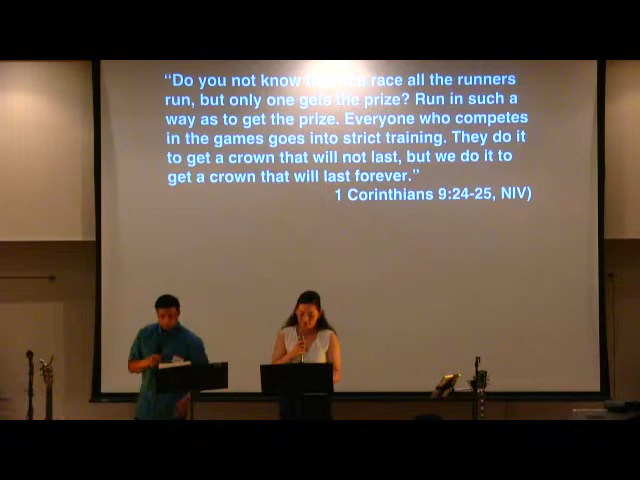 “Do you not know that in a race all the runners
run, but only one gets the prize? Run in such a
way as to get the prize. Everyone who competes
in the games goes into strict training. They do it
to get a crown that will not last, but we do it to
get a crown that will last forever.”
1 Corinthians 9:24-25, NIV)